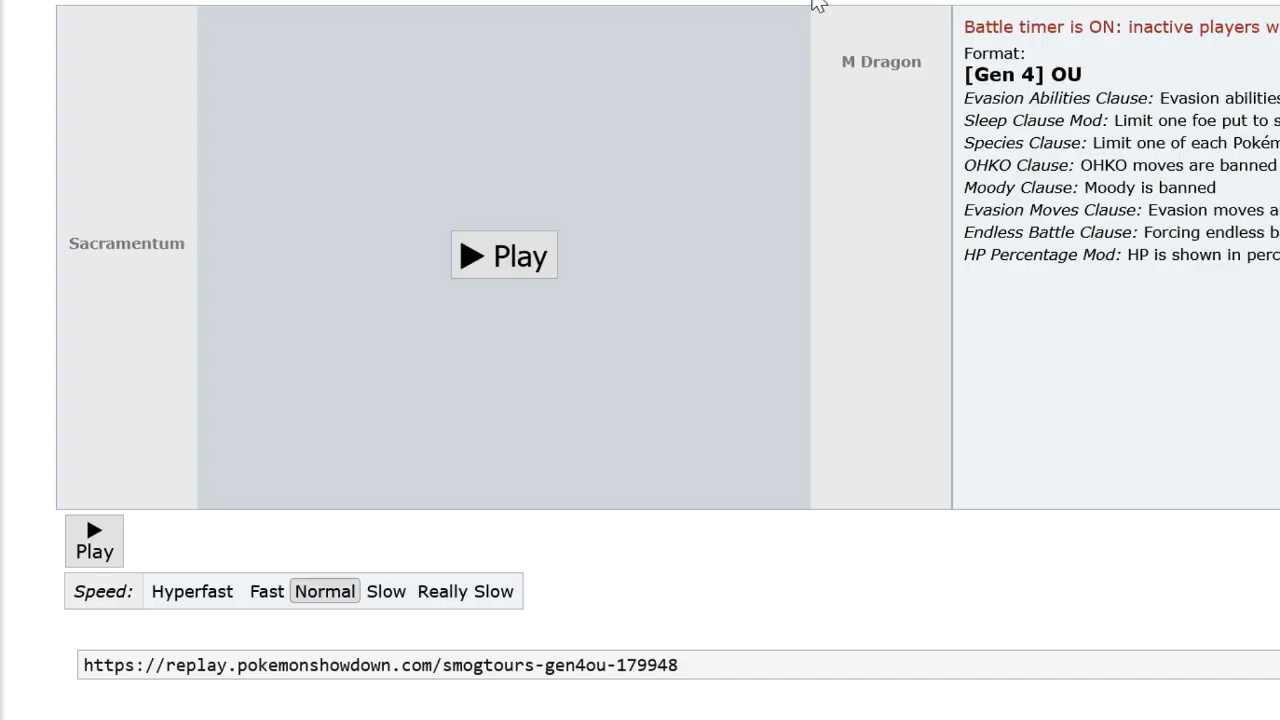 Sacramentum
Play
M Dragon
Battle timer is ON: inactive players w
Format:
[Gen 4] OU
Evasion Abilities Clause: Evasion abilities
Sleep Clause Mod: Limit one foe put to s
Species Clause: Limit one of each Pokém
OHKO Clause: OHKO moves are banned
Moody Clause: Moody is banned
Evasion Moves Clause: Evasion moves a
Endless Battle Clause: Forcing endless b
HP Percentage Mod: HP is shown in perc
Play
Speed: Hyperfast Fast Normal Slow Really Slow
https://replay.pokemonshowdown.com/smogtours-gen4ou-179948